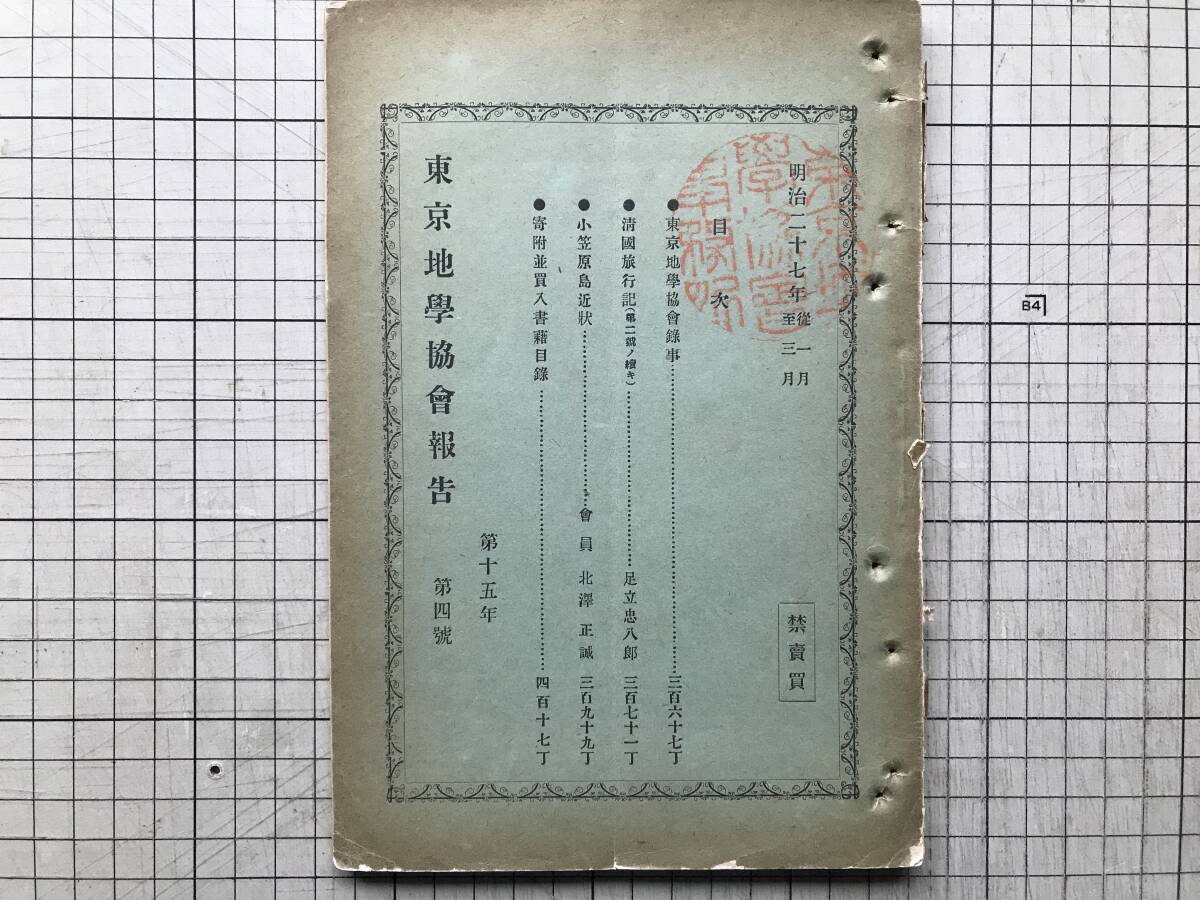 明治二十七年從一月至三月
禁賣買
目次
●東京地學協會錄事……三百六十七丁
●淸國旅行記(第二號ノ續キ)……足立忠八郎 三百七十一丁
●小笠原島近狀……會員 北澤正誠 三百九十九丁
●寄附並買入書籍目錄……四百十七丁
第十五年
東京地學協會報告 第四號
B4